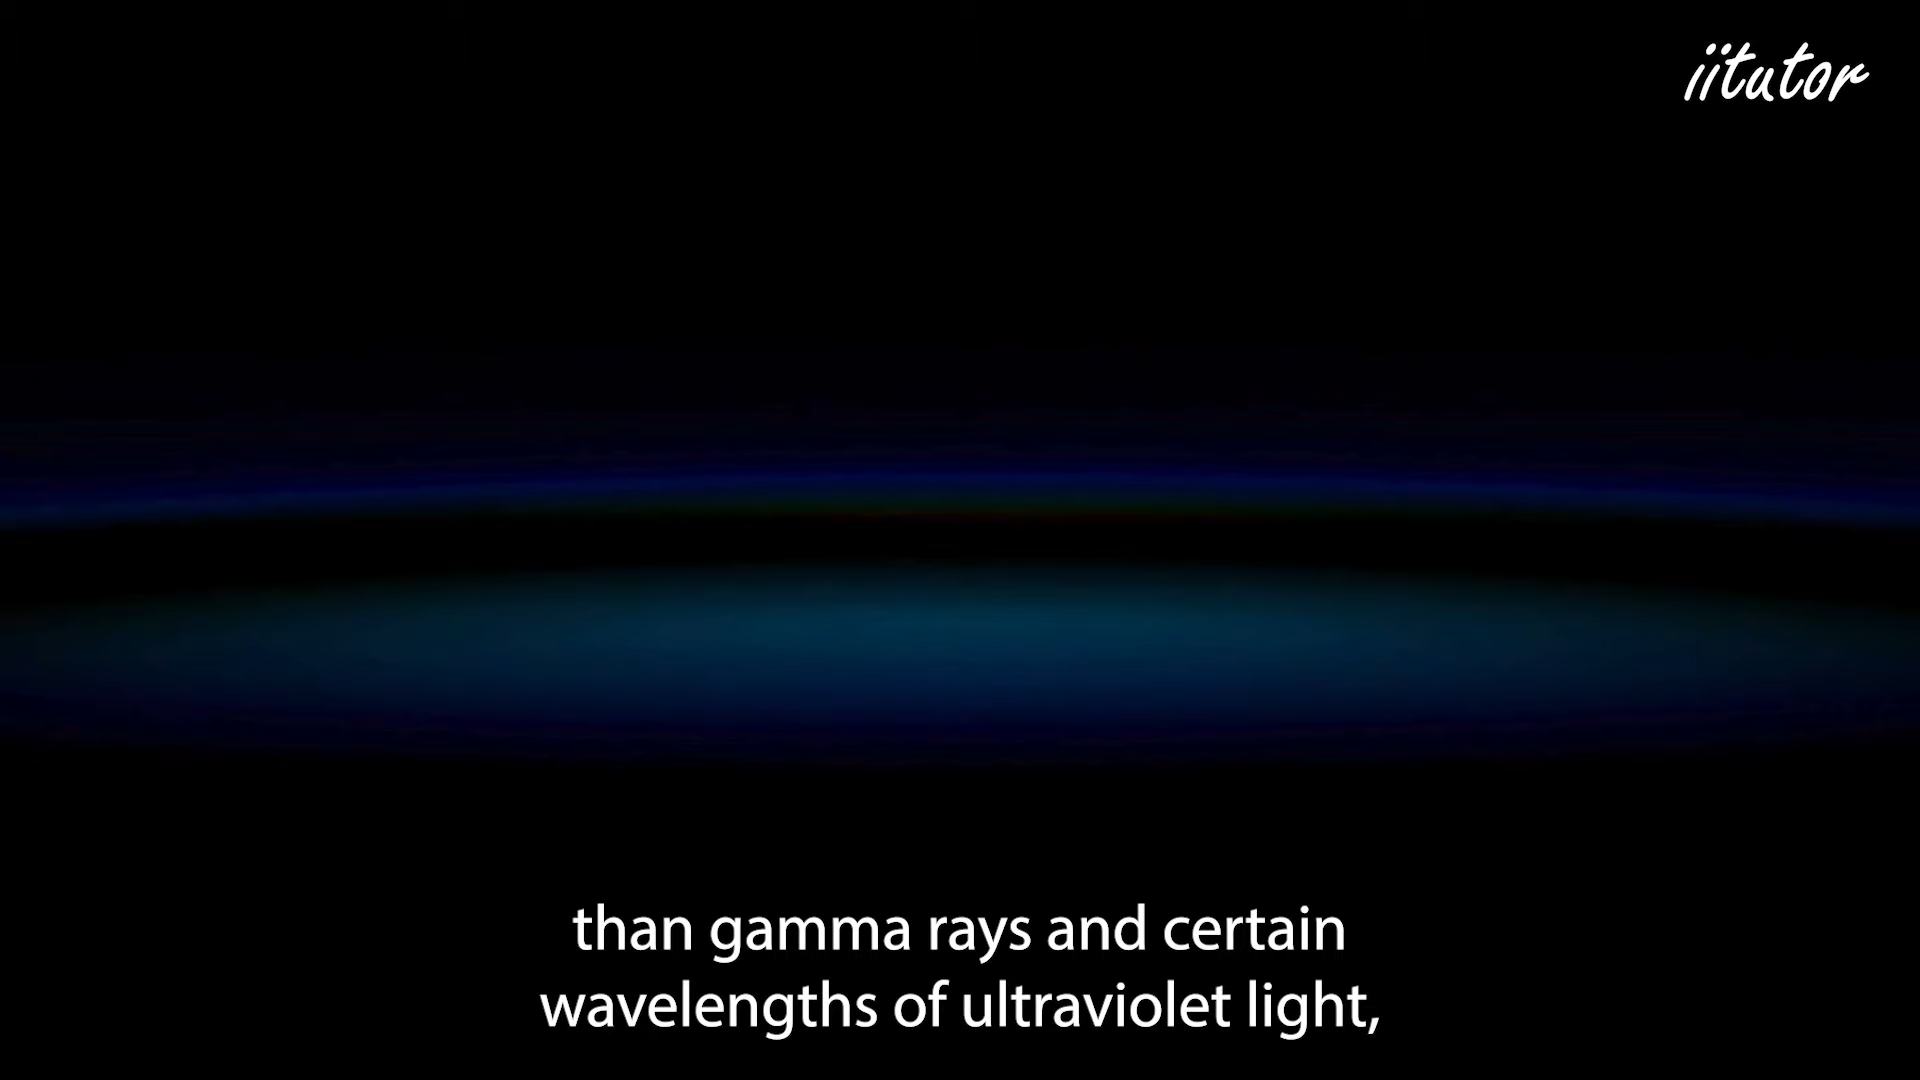 iitutor
than gamma rays and certain
wavelengths of ultraviolet light,